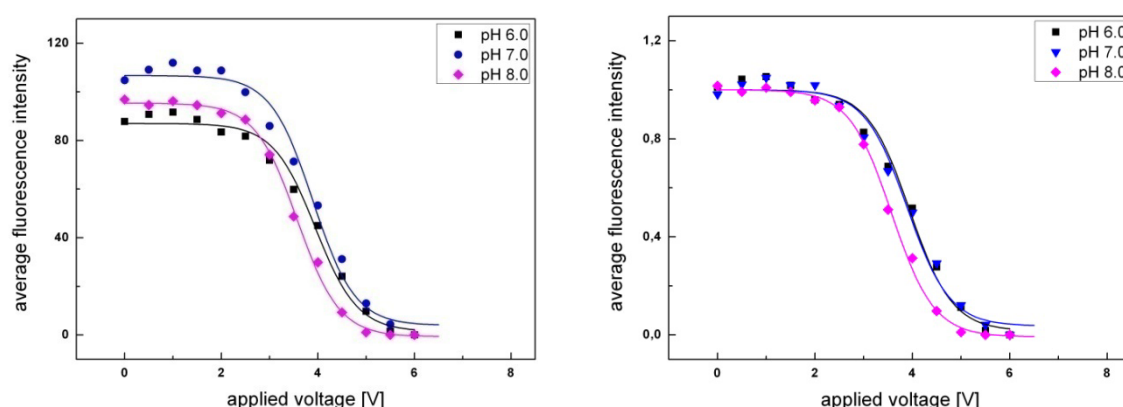 average fluorescence intensity
120
80
40
0
0
2
4
6
8
applied voltage [V]
pH 6.0
pH 7.0
pH 8.0
average fluorescence intensity
1,2
0,8
0,4
0,0
0
2
4
6
8
applied voltage [V]
pH 6.0
pH 7.0
pH 8.0